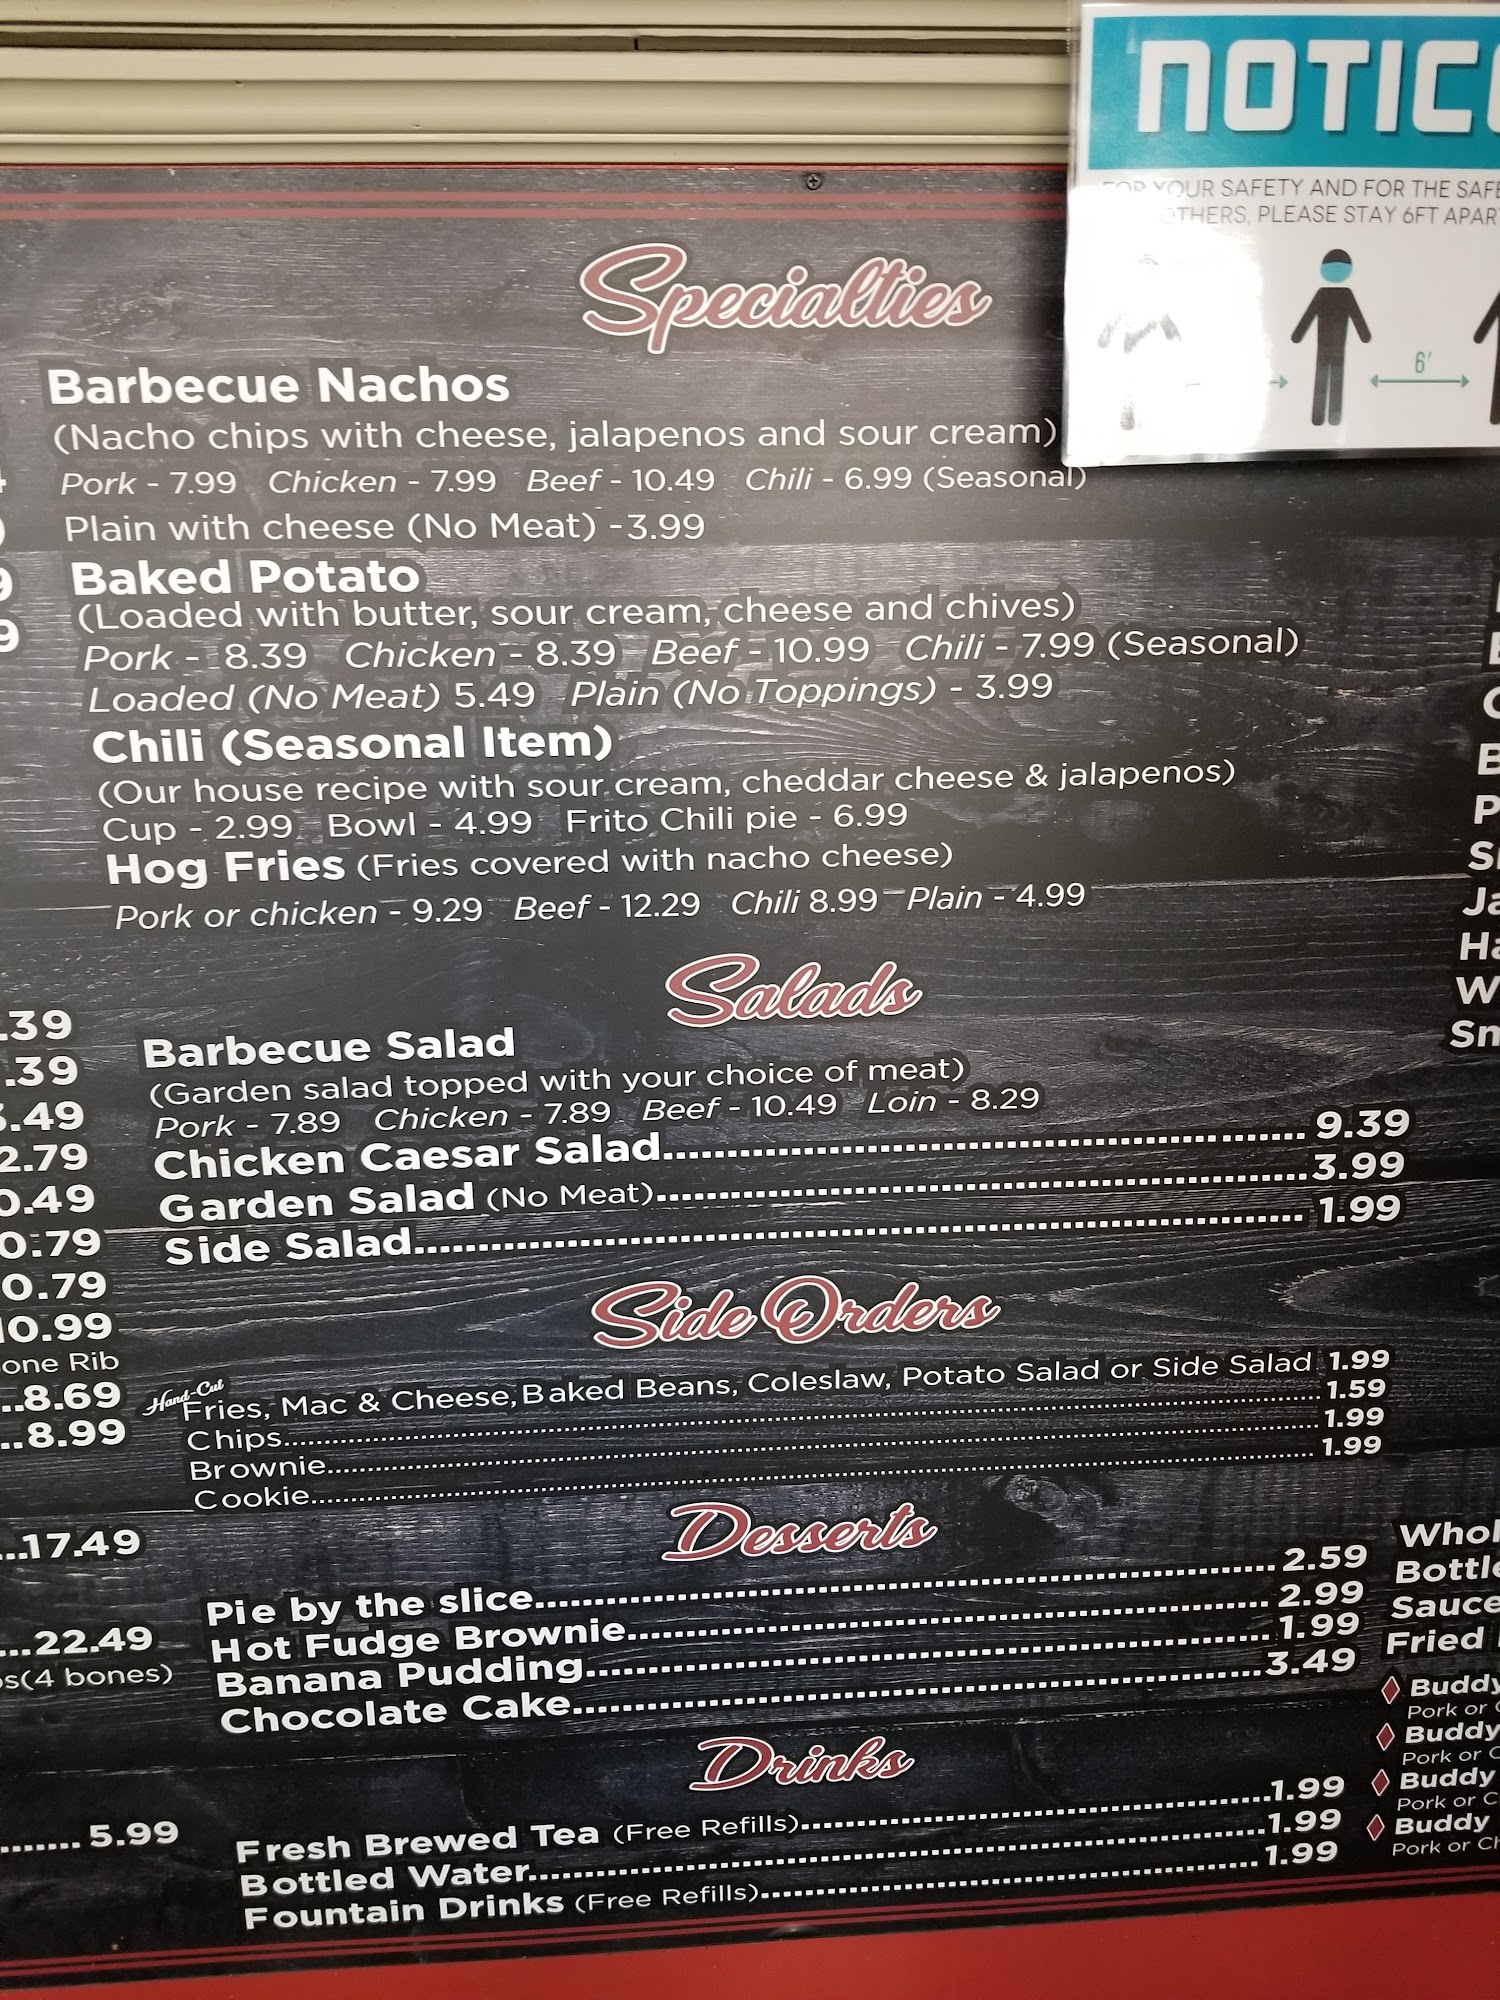 NOTIC
FOR YOUR SAFETY AND FOR THE SAFE
OTHERS, PLEASE STAY 6FT APAR
6'
Specialties
Barbecue Nachos
(Nacho chips with cheese, jalapenos and sour cream)
Pork - 7.99 Chicken - 7.99 Beef - 10.49 Chili - 6.99 (Seasonal)
Plain with cheese (No Meat) -3.99
Baked Potato
(Loaded with butter, sour cream, cheese and chives)
Pork - 8.39 Chicken - 8.39 Beef - 10.99 Chili - 7.99 (Seasonal)
Loaded (No Meat) 5.49 Plain (No Toppings) - 3.99
Chili (Seasonal Item)
(Our house recipe with sour cream, cheddar cheese & jalapenos)
Cup - 2.99 Bowl - 4.99 Frito Chili pie - 6.99
Hog Fries (Fries covered with nacho cheese)
Pork or chicken - 9.29 Beef - 12.29 Chili 8.99 Plain - 4.99
Salads
Barbecue Salad
(Garden salad topped with your choice of meat)
Pork - 7.89 Chicken - 7.89 Beef - 10.49 Loin - 8.29
Chicken Caesar Salad 9.39
Garden Salad (No Meat) 3.99
Side Salad 1.99
Side Orders
Hand-Cut Fries, Mac & Cheese, Baked Beans, Coleslaw, Potato Salad or Side Salad 1.99
Chips 1.59
Brownie 1.99
Cookie 1.99
Desserts
Pie by the slice 2.59
Hot Fudge Brownie 2.99
Banana Pudding 1.99
Chocolate Cake 3.49
Drinks
Fresh Brewed Tea (Free Refills) 1.99
Bottled Water 1.99
Fountain Drinks (Free Refills) 1.99
.39
.39
.49
2.79
0.49
0.79
0.79
10.99
one Rib
8.69
8.99
17.49
22.49
s(4 bones)
5.99
B
P
Ja
Ha
W
Sm
Whol
Bottle
Sauce
Fried
Buddy
Pork or
Buddy
Pork or C
Buddy
Pork or C
Buddy
Pork or Ch